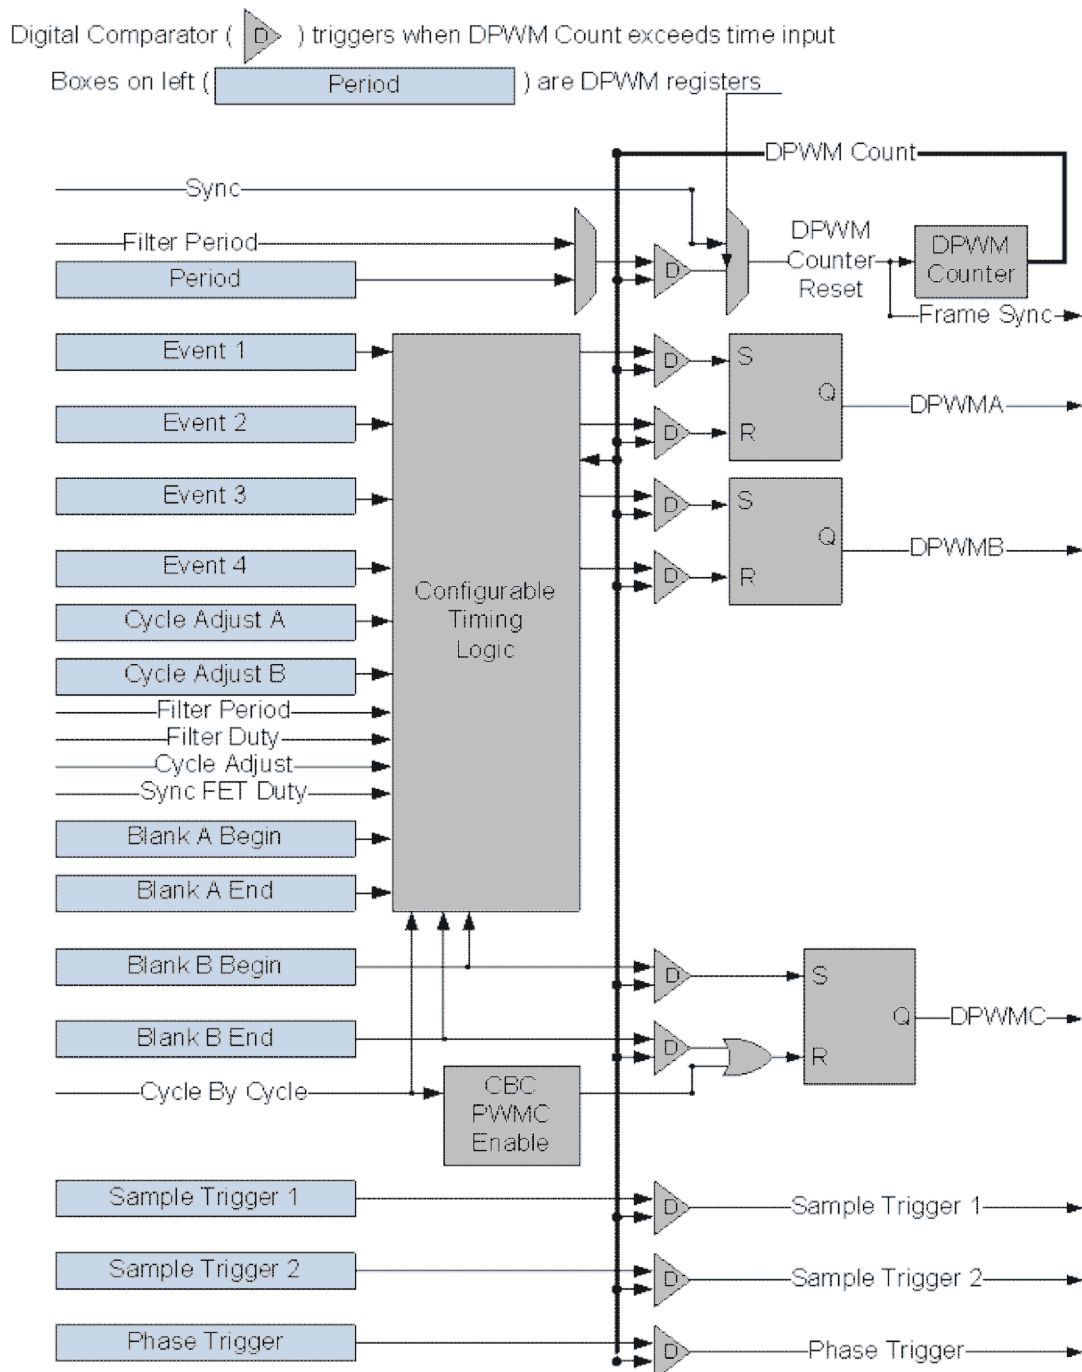 Digital Comparator ( D ) triggers when DPWM Count exceeds time input
Boxes on left ( Period ) are DPWM registers
DPWM Count
Sync
Filter Period
Period
D
DPWM
Counter
Reset
DPWM
Counter
Frame Sync
Event 1
Event 2
Event 3
Event 4
Cycle Adjust A
Cycle Adjust B
Filter Period
Filter Duty
Cycle Adjust
Sync FET Duty
Blank A Begin
Blank A End
Configurable
Timing
Logic
D
D
S
R
Q
DPWMA
D
D
S
R
Q
DPWMB
Blank B Begin
Blank B End
Cycle By Cycle
CBC
PWMC
Enable
D
D
S
R
Q
DPWMC
Sample Trigger 1
D
Sample Trigger 1
Sample Trigger 2
D
Sample Trigger 2
Phase Trigger
D
Phase Trigger